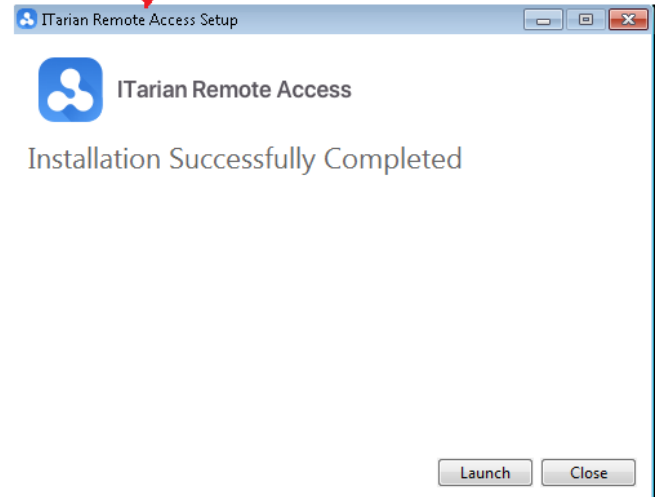 ITarian Remote Access Setup
ITarian Remote Access
Installation Successfully Completed
Launch Close